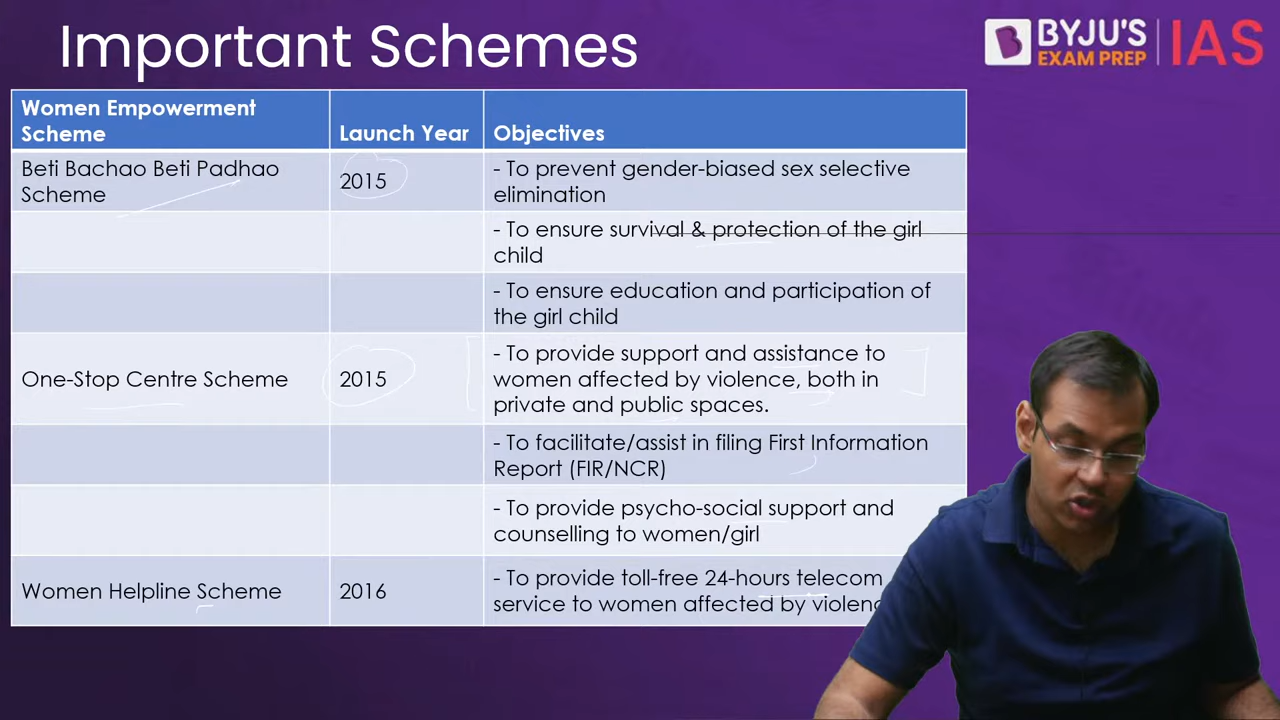 Important Schemes
BYJU'S
EXAM PREP
IAS
Women Empowerment
Scheme
Launch Year
Objectives
Beti Bachao Beti Padhao
Scheme
2015
- To prevent gender-biased sex selective
elimination
- To ensure survival & protection of the girl
child
- To ensure education and participation of
the girl child
One-Stop Centre Scheme
2015
- To provide support and assistance to
women affected by violence, both in
private and public spaces.
- To facilitate/assist in filing First Information
Report (FIR/NCR)
- To provide psycho-social support and
counselling to women/girl
Women Helpline Scheme
2016
- To provide toll-free 24-hours telecom
service to women affected by